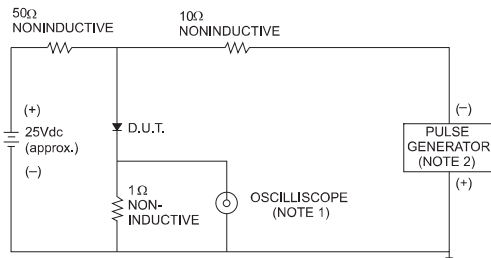 50Ω
NONINDUCTIVE
10Ω
NONINDUCTIVE
(+)
25Vdc
(approx.)
(–)
D.U.T.
1Ω
NON-
INDUCTIVE
OSCILLISCOPE
(NOTE 1)
(–)
PULSE
GENERATOR
(NOTE 2)
(+)